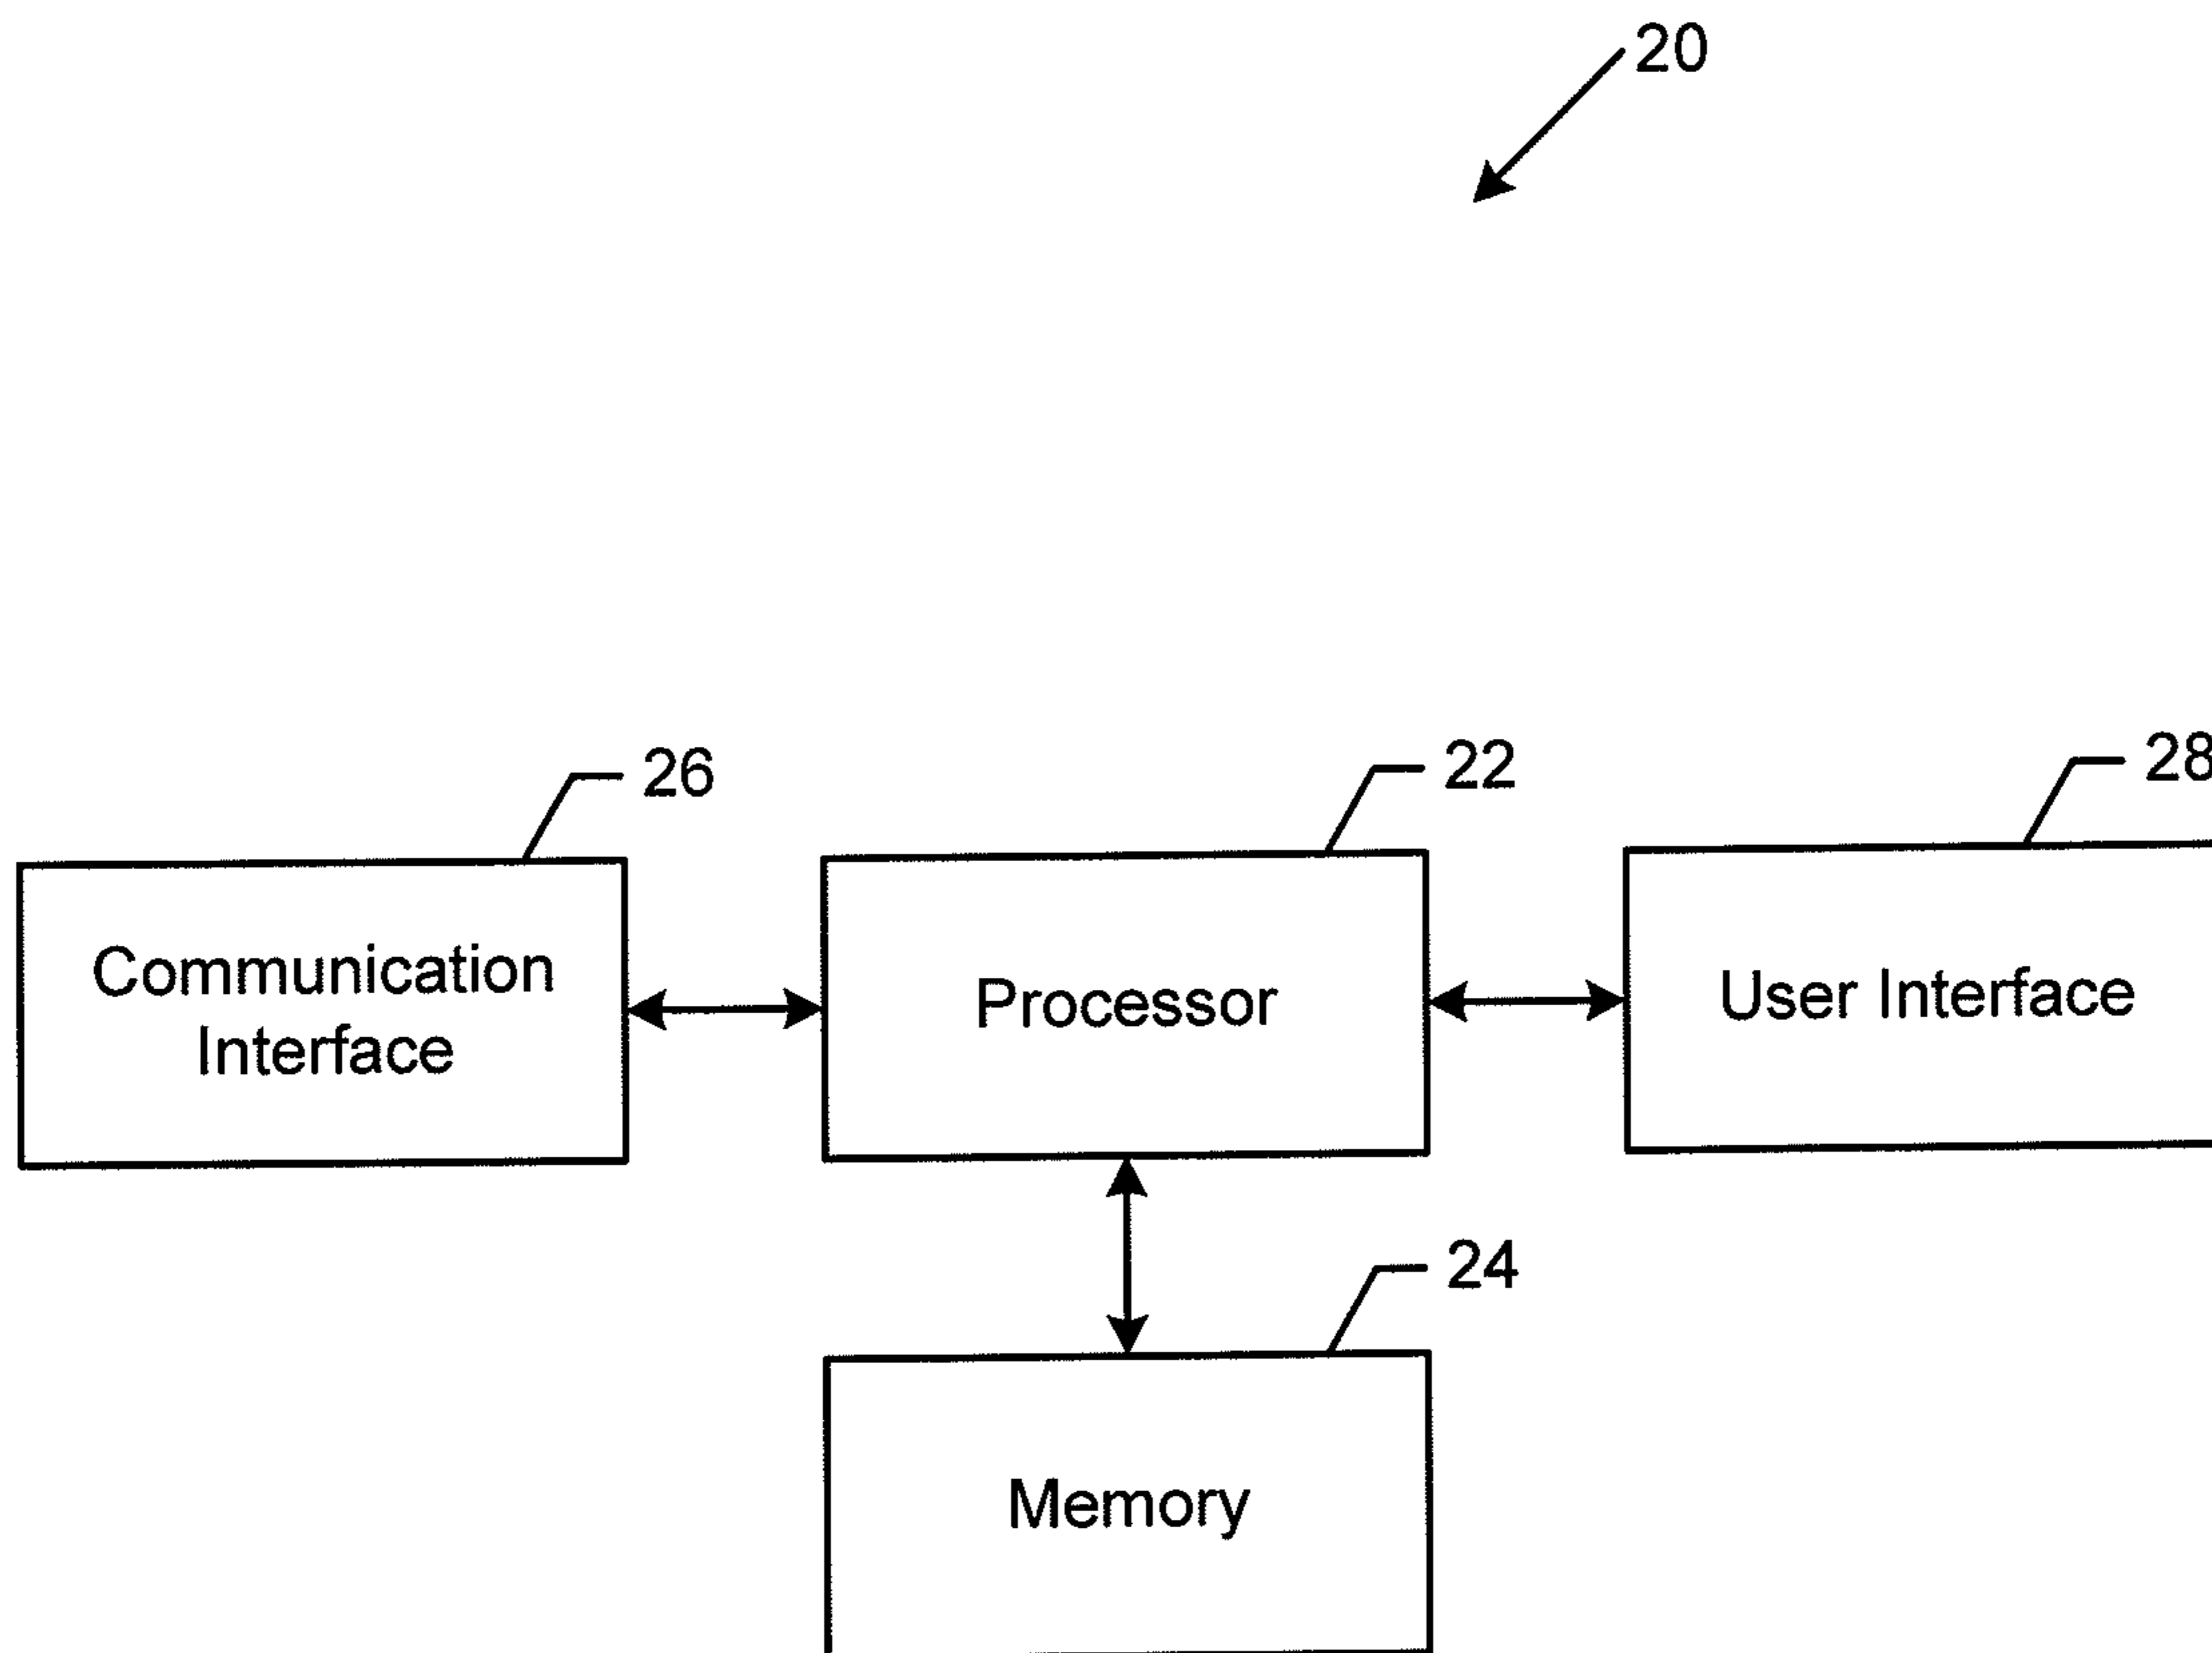 20
26
22
28
Communication
Interface
Processor
User Interface
24
Memory